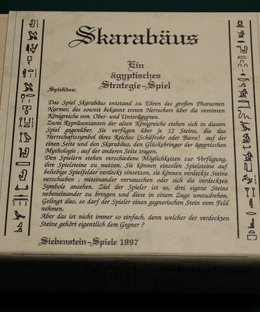 Skarabäus
Ein
ägyptisches
Strategie-Spiel
Spielidee:
Das Spiel Skarabäus entstand zu Ehren des großen Pharaonen
Narmer, des soweit bekannt ersten Herrschers über die vereinten
Königreiche von Ober- und Unterägypten.
Zwei Repräsentanten der alten Königreiche stehen sich in diesem
Spiel gegenüber. Sie verfügen über je 12 Steine, die das
Herrschaftssymbol ihres Reiches (Schilfrohr oder Biene) auf der
einen Seite und den Skarabäus, den Glücksbringer der ägyptischen
Mythologie, auf der anderen Seite tragen.
Den Spielern stehen verschiedene Möglichkeiten zur Verfügung,
ihre Spielsteine zu nutzen. Sie können einzelne Spielsteine auf
beliebige Spielfelder verdeckt einsetzen, sie können verdeckte Steine
verschieben, miteinander vertauschen oder sich die verdeckten
Symbole ansehen. Ziel der Spieler ist es, drei eigene Steine
nebeneinander zu bringen und diese in einem Zuge umzudrehen.
Gelingt dies, so darf der Spieler einen gegnerischen Stein vom Feld
nehmen.
Aber das ist nicht immer so einfach, denn welcher der verdeckten
Steine gehört eigentlich dem Gegner ?
Siebenstein-Spiele 1997
Skarabäus